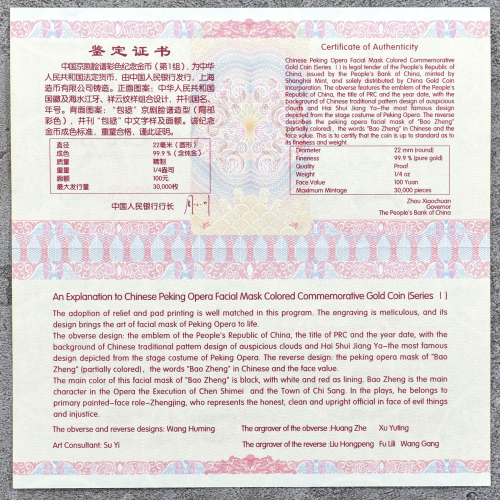 鉴定证书
中国京剧脸谱彩色纪念金币（第1组），为中华
人民共和国法定货币，由中国人民银行发行，上海
造币有限公司铸造。正面图案：中华人民共和国
国徽及海水江牙、祥云纹样组合设计，并刊国名、
年号。背面图案：“包拯”京剧脸谱造型（局部
彩色），并刊“包拯”中文字样及面额。该纪念
金币成色标准、重量合格，谨此证明。
直径 22毫米（圆形）
成色 99.9%（含纯金）
质量 精制
重量 1/4盎司
面额 100元
最大发行量 30,000枚
中国人民银行行长
Certificate of Authenticity
Chinese Peking Opera Facial Mask Colored Commemorative
Gold Coin (Series Ⅰ) is legal tender of the People's Republic of
China, issued by the People's Bank of China, minted by
Shanghai Mint, and solely distributed by China Gold Coin
Incorporation. The obverse features the emblem of the People's
Republic of China, the title of PRC and the year date, with the
background of Chinese traditional pattern design of auspicious
clouds and Hai Shui Jiang Ya-the most famous design
depicted from the stage costume of Peking Opera. The reverse
describes the peking opera mask of "Bao Zheng"
(partially colored), the words "Bao Zheng" in Chinese and the
face value. This is to certify that the coin is up to standard as to
its fineness and weight.
Diameter 22 mm (round)
Fineness 99.9% (pure gold)
Quality Proof
Weight 1/4 oz
Face Value 100 Yuan
Maximum Mintage 30,000 pieces
Zhou Xiaochuan
Governor
The People's Bank of China
An Explanation to Chinese Peking Opera Facial Mask Colored Commemorative Gold Coin (Series Ⅰ)
The adoption of relief and pad printing is well matched in this program. The engraving is meticulous, and its
design brings the art of facial mask of Peking Opera to life.
The obverse design: the emblem of the People's Republic of China, the title of PRC and the year date, with the
background of Chinese traditional pattern design of auspicious clouds and Hai Shui Jiang Ya-the most famous
design depicted from the stage costume of Peking Opera. The reverse design: the peking opera mask of "Bao
Zheng" (partially colored), the words "Bao Zheng" in Chinese and the face value.
The main color of this facial mask of "Bao Zheng" is black, with white and red as lining. Bao Zheng is the main
character in the Opera the Execution of Chen Shimei and the Town of Chi Sang. In the plays, he belongs to
primary painted-face role-Zhengjing, who represents the honest, clean and upright official in face of evil things
and injustice.
The obverse and reverse designs: Wang Huming The argraver of the obverse :Huang Zhe Xu Yuting
Art Consultant: Su Yi The argraver of the reverse :Liu Hongpeng Fu Lili Wang Gang